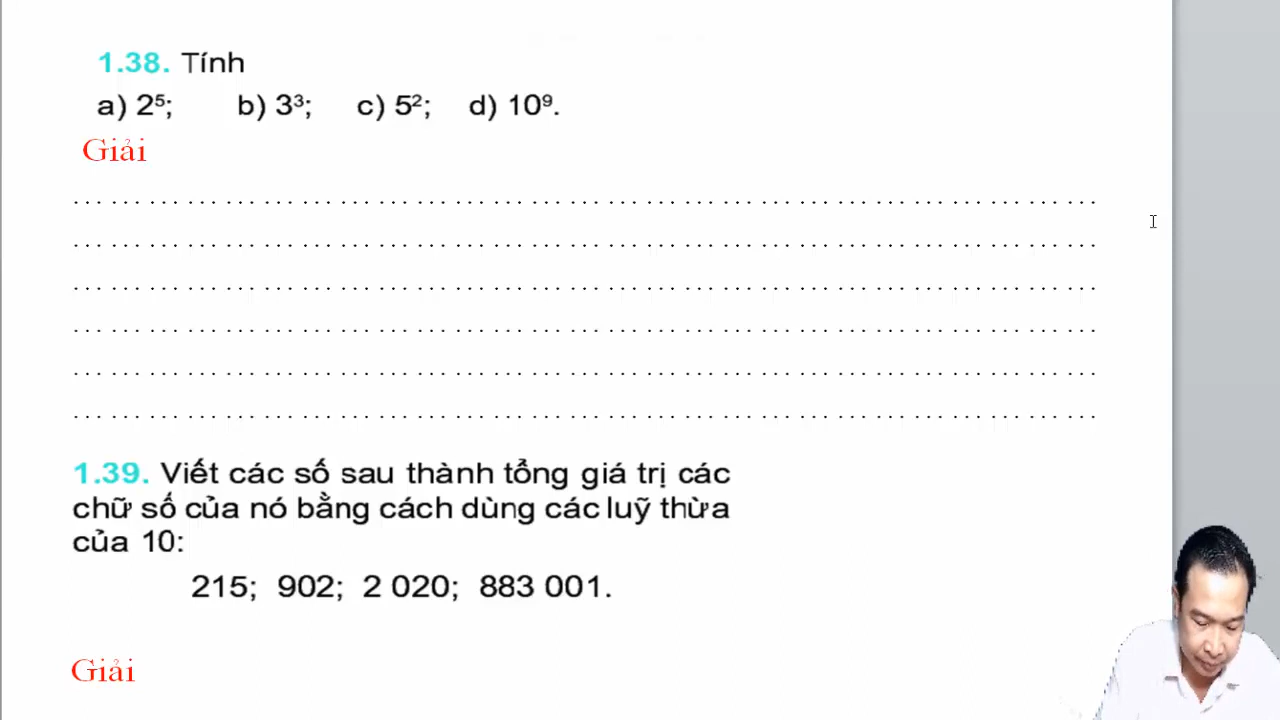 1.38. Tính
a) 2⁵; b) 3³; c) 5²; d) 10⁹.
Giải
1.39. Viết các số sau thành tổng giá trị các
chữ số của nó bằng cách dùng các luỹ thừa
của 10:
215; 902; 2 020; 883 001.
Giải